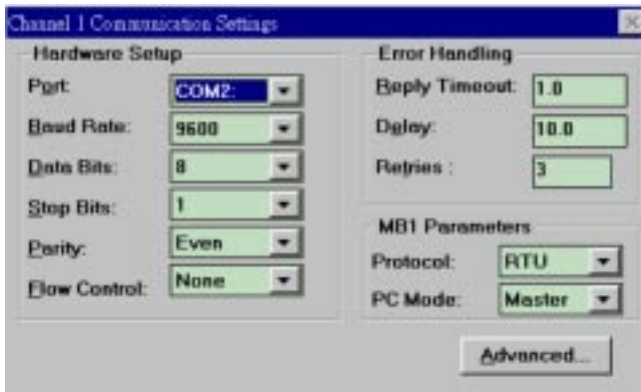 Channel 1 Communication Settings
Hardware Setup
Port: COM2:
Baud Rate: 9600
Data Bits: 8
Stop Bits: 1
Parity: Even
Flow Control: None
Error Handling
Reply Timeout: 1.0
Delay: 10.0
Retries : 3
MB1 Parameters
Protocol: RTU
PC Mode: Master
Advanced...